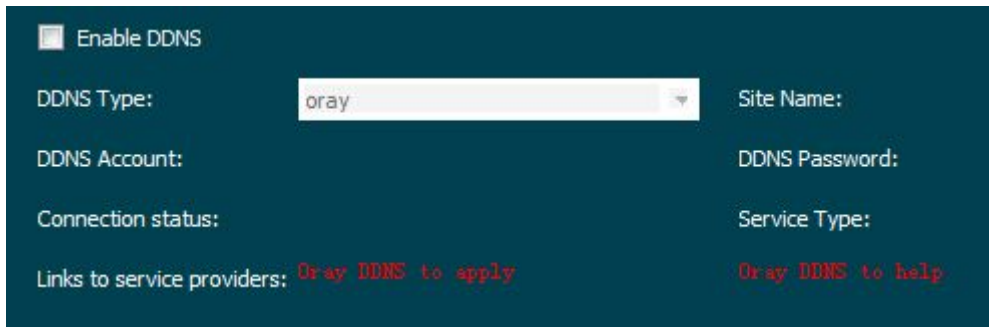 Enable DDNS
DDNS Type: oray Site Name:
DDNS Account: DDNS Password:
Connection status: Service Type:
Links to service providers: Oray DDNS to apply Oray DDNS to help